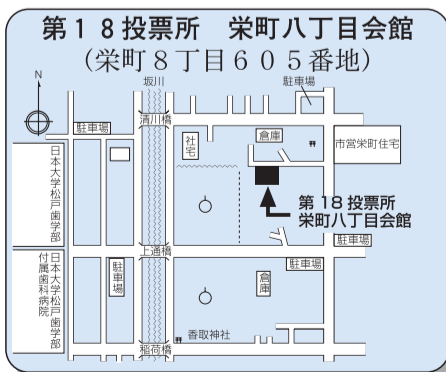 第18投票所　栄町八丁目会館
(栄町8丁目605番地)
N
坂川
駐車場
駐車場
清川橋
社宅
倉庫
市営栄町住宅
日本大学松戸歯学部
第18投票所
栄町八丁目会館
上通橋
駐車場
駐車場
日本大学松戸歯学部
付属歯科病院
駐車場
倉庫
香取神社
稲荷橋